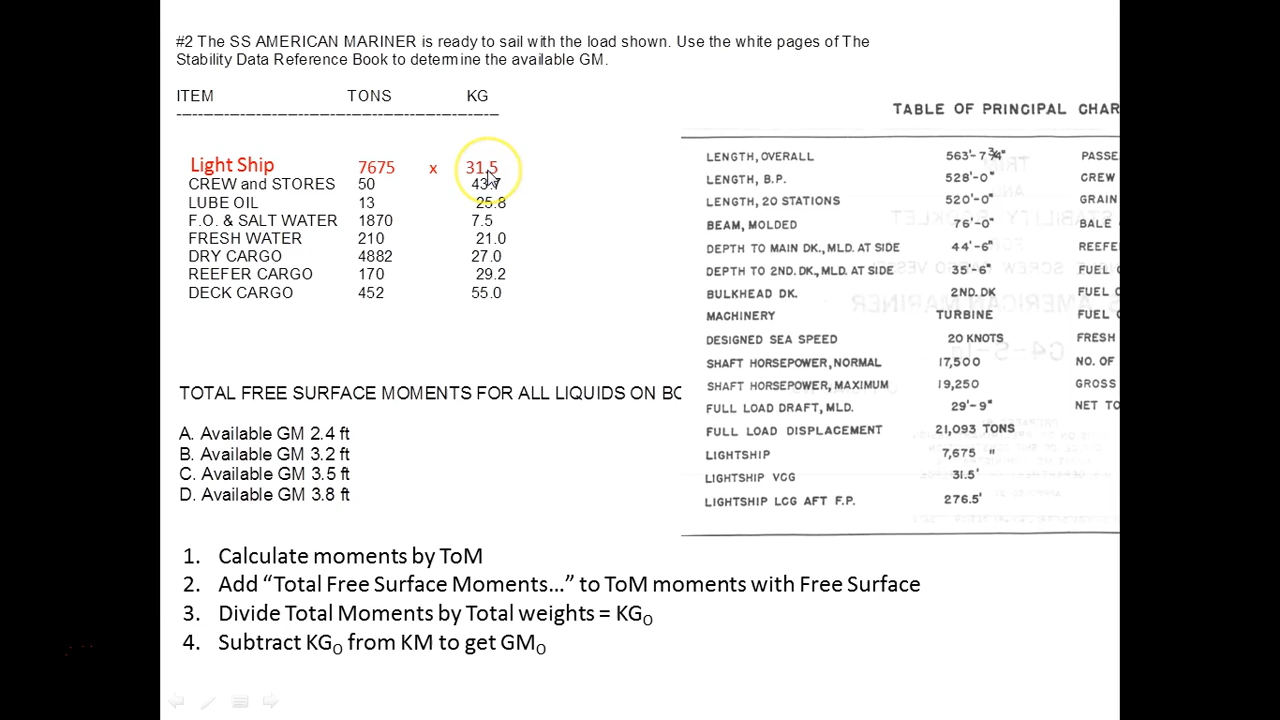 #2 The SS AMERICAN MARINER is ready to sail with the load shown. Use the white pages of The
Stability Data Reference Book to determine the available GM.
ITEM TONS KG
Light Ship 7675 x 31.5
CREW and STORES 50 43.7
LUBE OIL 13 25.8
F.O. & SALT WATER 1870 7.5
FRESH WATER 210 21.0
DRY CARGO 4882 27.0
REEFER CARGO 170 29.2
DECK CARGO 452 55.0
TOTAL FREE SURFACE MOMENTS FOR ALL LIQUIDS ON BO
A. Available GM 2.4 ft
B. Available GM 3.2 ft
C. Available GM 3.5 ft
D. Available GM 3.8 ft
TABLE OF PRINCIPAL CHAR
LENGTH, OVERALL 563'-7 3/4" PASSE
LENGTH, B.P. 528'-0" CREW
LENGTH, 20 STATIONS 520'-0" GRAIN
BEAM, MOLDED 76'-0" BALE
DEPTH TO MAIN DK., MLD. AT SIDE 44'-6" REEFE
DEPTH TO 2ND. DK., MLD. AT SIDE 35'-6" FUEL
BULKHEAD DK. 2ND. DK FUEL
MACHINERY TURBINE FUEL
DESIGNED SEA SPEED 20 KNOTS FRESH
SHAFT HORSEPOWER, NORMAL 17,500 NO. OF
SHAFT HORSEPOWER, MAXIMUM 19,250 GROSS
FULL LOAD DRAFT, MLD. 29'-9" NET TO
FULL LOAD DISPLACEMENT 21,093 TONS
LIGHTSHIP 7,675 "
LIGHTSHIP VCG 31.5'
LIGHTSHIP LCG AFT F.P. 276.5'
1. Calculate moments by ToM
2. Add “Total Free Surface Moments…” to ToM moments with Free Surface
3. Divide Total Moments by Total weights = KGO
4. Subtract KGO from KM to get GMO